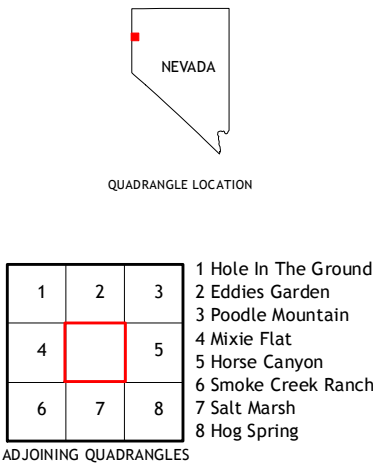 NEVADA
QUADRANGLE LOCATION
1 2 3
4 5
6 7 8
1 Hole In The Ground
2 Eddies Garden
3 Poodle Mountain
4 Mixie Flat
5 Horse Canyon
6 Smoke Creek Ranch
7 Salt Marsh
8 Hog Spring
ADJOINING QUADRANGLES